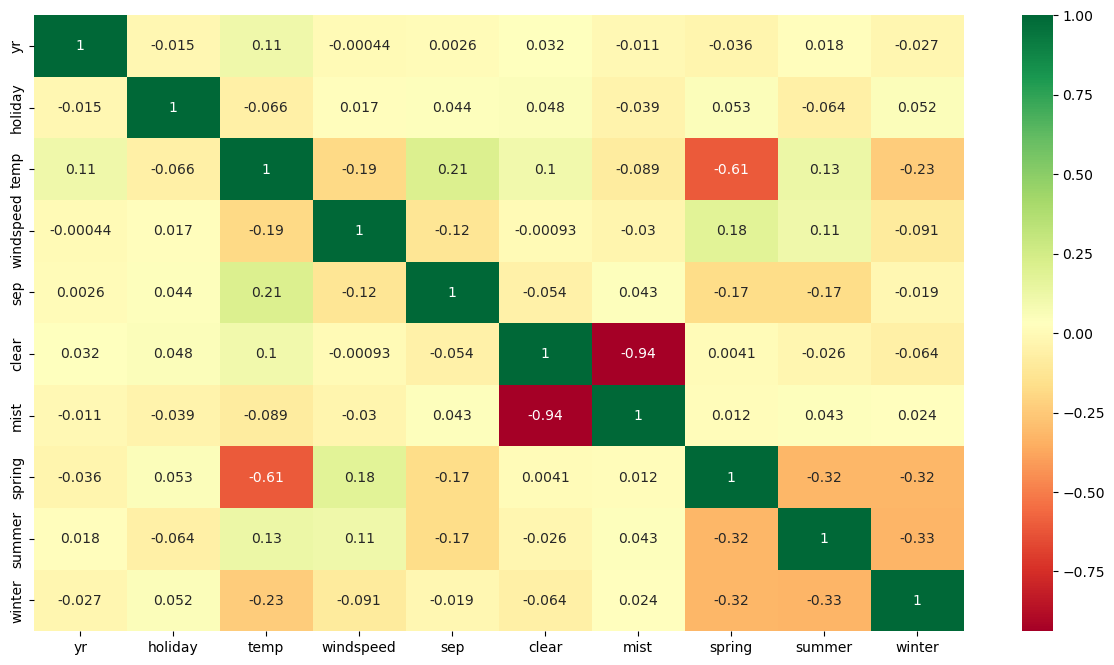 yr 1 -0.015 0.11 -0.00044 0.0026 0.032 -0.011 -0.036 0.018 -0.027
holiday -0.015 1 -0.066 0.017 0.044 0.048 -0.039 0.053 -0.064 0.052
temp 0.11 -0.066 1 -0.19 0.21 0.1 -0.089 -0.61 0.13 -0.23
windspeed -0.00044 0.017 -0.19 1 -0.12 -0.00093 -0.03 0.18 0.11 -0.091
sep 0.0026 0.044 0.21 -0.12 1 -0.054 0.043 -0.17 -0.17 -0.019
clear 0.032 0.048 0.1 -0.00093 -0.054 1 -0.94 0.0041 -0.026 -0.064
mist -0.011 -0.039 -0.089 -0.03 0.043 -0.94 1 0.012 0.043 0.024
spring -0.036 0.053 -0.61 0.18 -0.17 0.0041 0.012 1 -0.32 -0.32
summer 0.018 -0.064 0.13 0.11 -0.17 -0.026 0.043 -0.32 1 -0.33
winter -0.027 0.052 -0.23 -0.091 -0.019 -0.064 0.024 -0.32 -0.33 1
yr holiday temp windspeed sep clear mist spring summer winter
1.00
0.75
0.50
0.25
0.00
−0.25
−0.50
−0.75